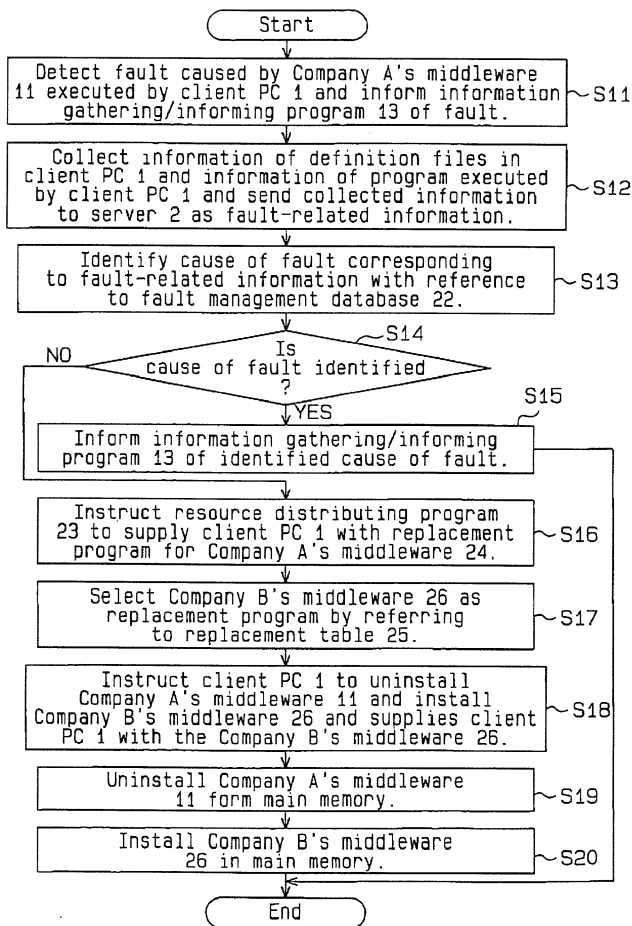 Start
Detect fault caused by Company A's middleware
11 executed by client PC 1 and inform information
gathering/informing program 13 of fault.
S11
Collect information of definition files in
client PC 1 and information of program executed
by client PC 1 and send collected information
to server 2 as fault-related information.
S12
Identify cause of fault corresponding
to fault-related information with reference
to fault management database 22.
S13
S14
NO
Is
cause of fault identified
?
YES
S15
Inform information gathering/informing
program 13 of identified cause of fault.
Instruct resource distributing program
23 to supply client PC 1 with replacement
program for Company A's middleware 24.
S16
Select Company B's middleware 26 as
replacement program by referring
to replacement table 25.
S17
Instruct client PC 1 to uninstall
Company A's middleware 11 and install
Company B's middleware 26 and supplies client
PC 1 with the Company B's middleware 26.
S18
Uninstall Company A's middleware
11 form main memory.
S19
Install Company B's middleware
26 in main memory.
S20
End